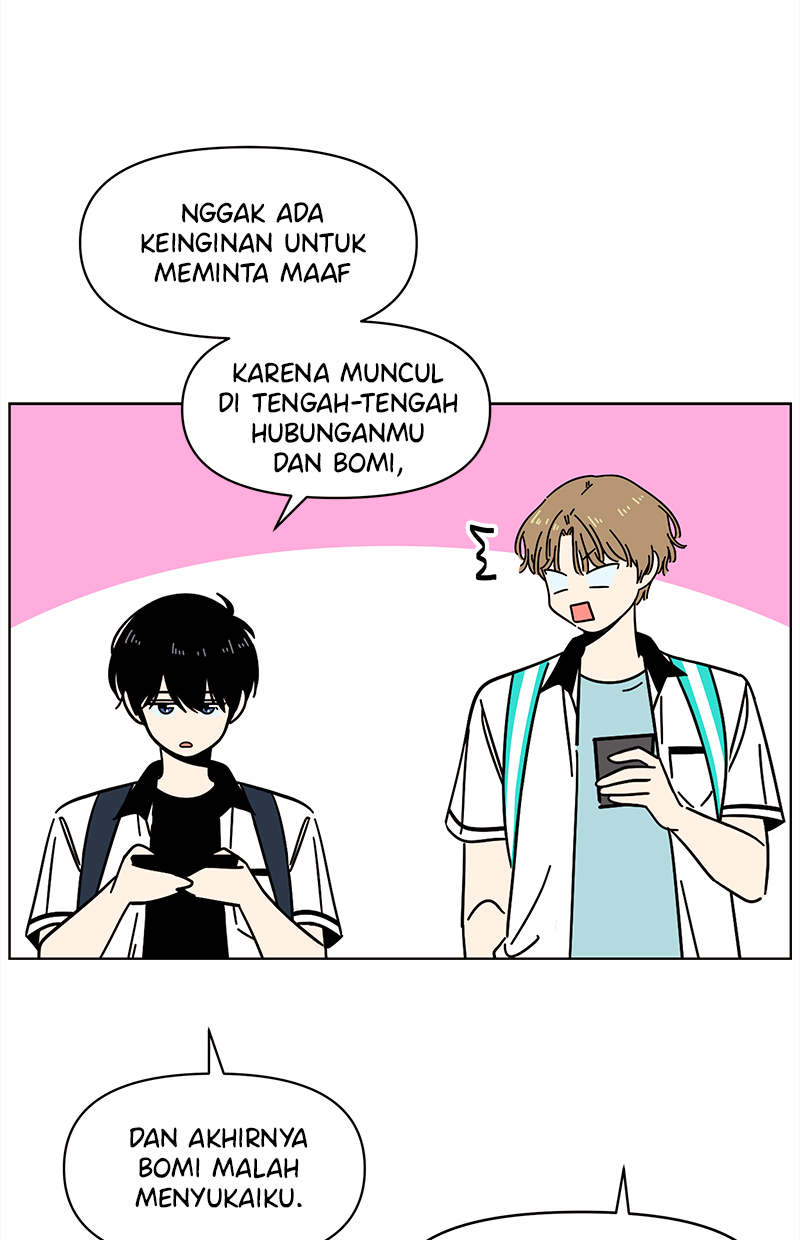 NGGAK ADA
KEINGINAN UNTUK
MEMINTA MAAF
KARENA MUNCUL
DI TENGAH-TENGAH
HUBUNGANMU
DAN BOMI,
DAN AKHIRNYA
BOMI MALAH
MENYUKAIKU.